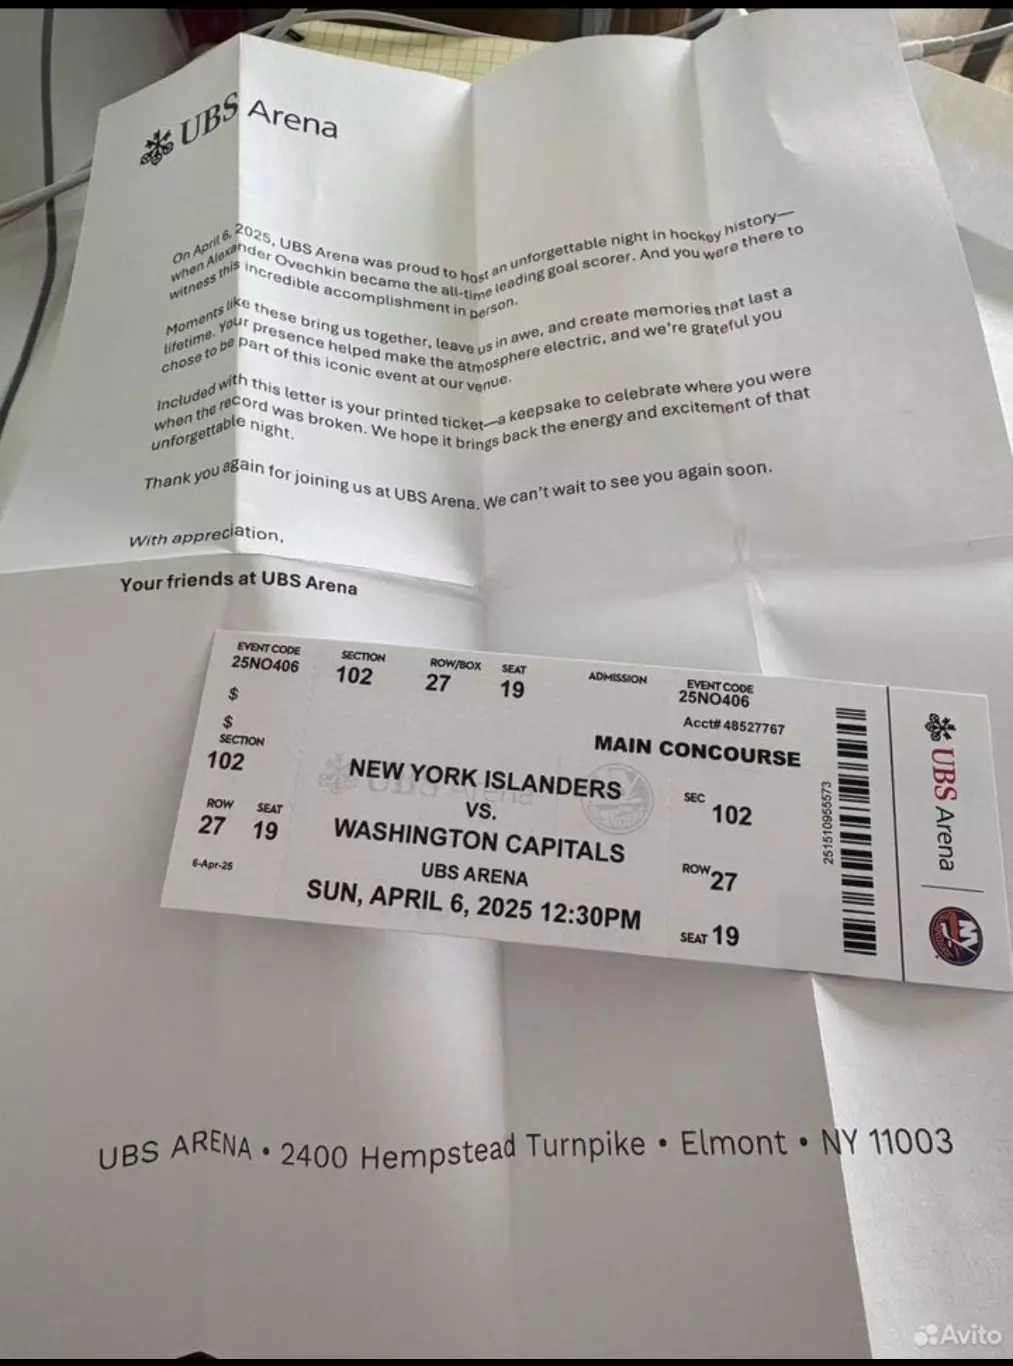 UBS Arena
On April 6, 2025, UBS Arena was proud to host an unforgettable night in hockey history—
when Alexander Ovechkin became the all-time leading goal scorer. And you were there to
witness this incredible accomplishment in person.
Moments like these bring us together, leave us in awe, and create memories that last a
lifetime. Your presence helped make the atmosphere electric, and we're grateful you
chose to be part of this iconic event at our venue.
Included with this letter is your printed ticket—a keepsake to celebrate where you were
when the record was broken. We hope it brings back the energy and excitement of that
unforgettable night.
Thank you again for joining us at UBS Arena. We can't wait to see you again soon.
With appreciation,
Your friends at UBS Arena
EVENT CODE SECTION ROW/BOX SEAT ADMISSION EVENT CODE
25NO406 102 27 19 25NO406
$
$
Acct# 48527767
MAIN CONCOURSE
SECTION
102
ROW SEAT
27 19
6-Apr-25
NEW YORK ISLANDERS
VS.
WASHINGTON CAPITALS
UBS ARENA
SUN, APRIL 6, 2025 12:30PM
SEC 102
ROW 27
SEAT 19
251510955573
UBS Arena
NY
UBS ARENA • 2400 Hempstead Turnpike • Elmont • NY 11003
Avito